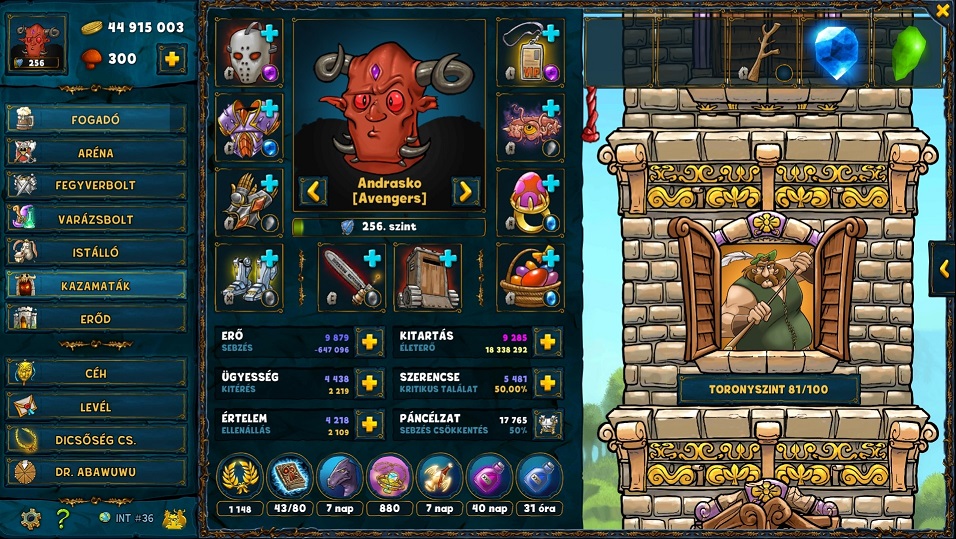 44 915 003
256
300
FOGADÓ
ARÉNA
FEGYVERBOLT
VARÁZSBOLT
ISTÁLLÓ
KAZAMATÁK
ERŐD
CÉH
LEVÉL
DICSŐSÉG CS.
DR. ABAWUWU
INT #36
VIP
Andrasko
[Avengers]
256. szint
ERŐ 9 879
SEBZÉS ~647 096
KITARTÁS 9 285
ÉLETERŐ 18 338 292
ÜGYESSÉG 4 438
KITÉRÉS 2 219
SZERENCSE 5 481
KRITIKUS TALÁLAT 50,00%
ÉRTELEM 4 218
ELLENÁLLÁS 2 109
PÁNCÉLZAT 17 765
SEBZÉS CSÖKKENTÉS 50%
1 148
43/80
7 nap
880
7 nap
40 nap
31 óra
TORONYSZINT 81/100